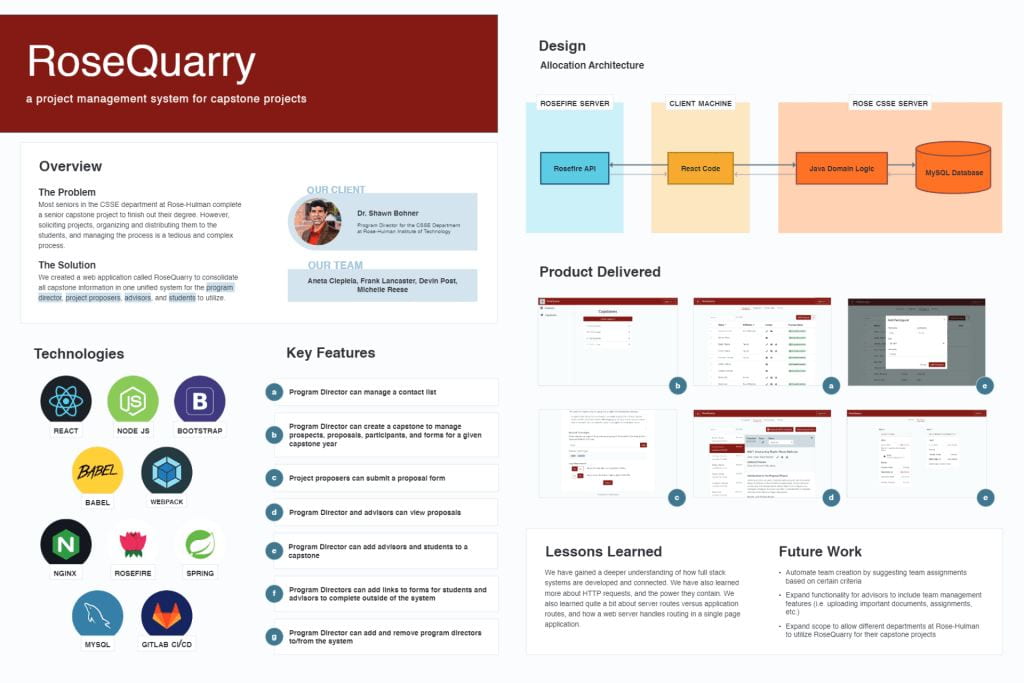 RoseQuarry
a project management system for capstone projects
Overview
The Problem
Most seniors in the CSSE department at Rose-Hulman complete
a senior capstone project to finish out their degree. However,
soliciting projects, organizing and distributing them to the
students, and managing the process is a tedious and complex
process.
The Solution
We created a web application called RoseQuarry to consolidate
all capstone information in one unified system for the program
director, project proposers, advisors, and students to utilize.
OUR CLIENT
Dr. Shawn Bohner
Program Director for the CSSE Department
at Rose-Hulman Institute of Technology
OUR TEAM
Aneta Cieplela, Frank Lancaster, Devin Post,
Michelle Reese
Technologies
REACT
NODE JS
BOOTSTRAP
BABEL
BABEL
WEBPACK
NGINX
ROSEFIRE
SPRING
MYSQL
GITLAB CI/CD
Key Features
a Program Director can manage a contact list
b Program Director can create a capstone to manage
prospects, proposals, participants, and forms for a given
capstone year
c Project proposers can submit a proposal form
d Program Director and advisors can view proposals
e Program Director can add advisors and students to a
capstone
f Program Directors can add links to forms for students and
advisors to complete outside of the system
g Program Director can add and remove program directors
to/from the system
Design
Allocation Architecture
ROSEFIRE SERVER
CLIENT MACHINE
ROSE CSSE SERVER
Rosefire API
React Code
Java Domain Logic
MySQL Database
Product Delivered
Capstones
b
a
e
c
d
e
Lessons Learned
We have gained a deeper understanding of how full stack
systems are developed and connected. We have also learned
more about HTTP requests, and the power they contain. We
also learned quite a bit about server routes versus application
routes, and how a web server handles routing in a single page
application.
Future Work
• Automate team creation by suggesting team assignments
based on certain criteria
• Expand functionality for advisors to include team management
features (i.e. uploading important documents, assignments,
etc.)
• Expand scope to allow different departments at Rose-Hulman
to utilize RoseQuarry for their capstone projects